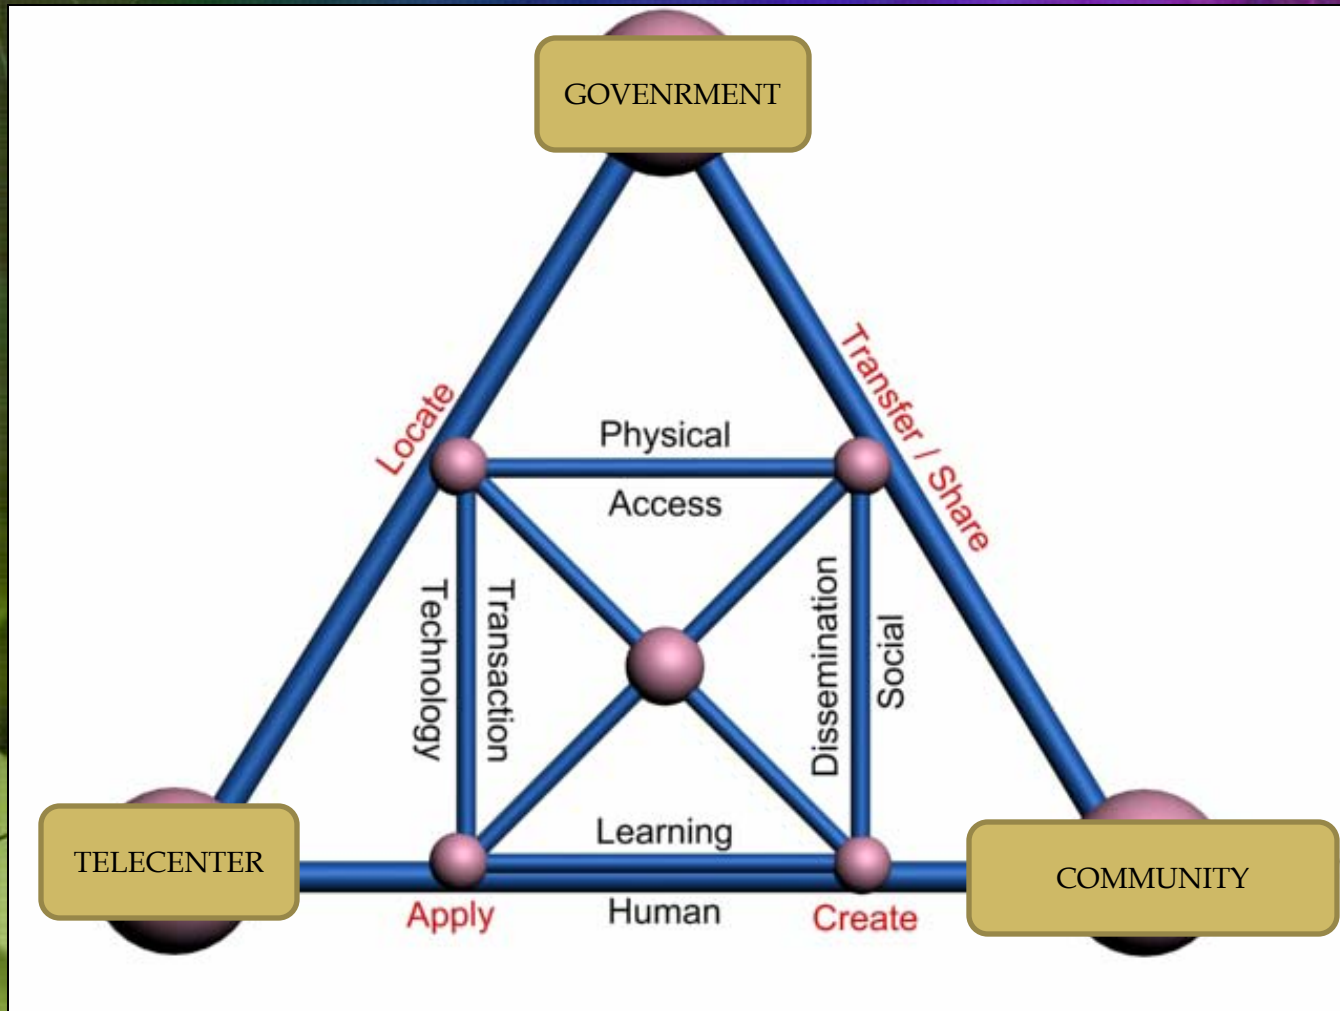 GOVENRMENT
Locate
Transfer / Share
Physical
Access
Technology
Transaction
Dissemination
Social
Learning
TELECENTER
COMMUNITY
Apply
Human
Create